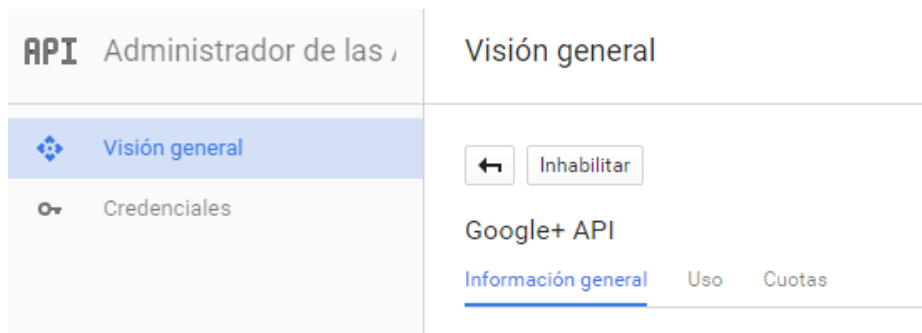 API Administrador de las
Visión general
Visión general
Credenciales
Inhabilitar
Google+ API
Información general Uso Cuotas